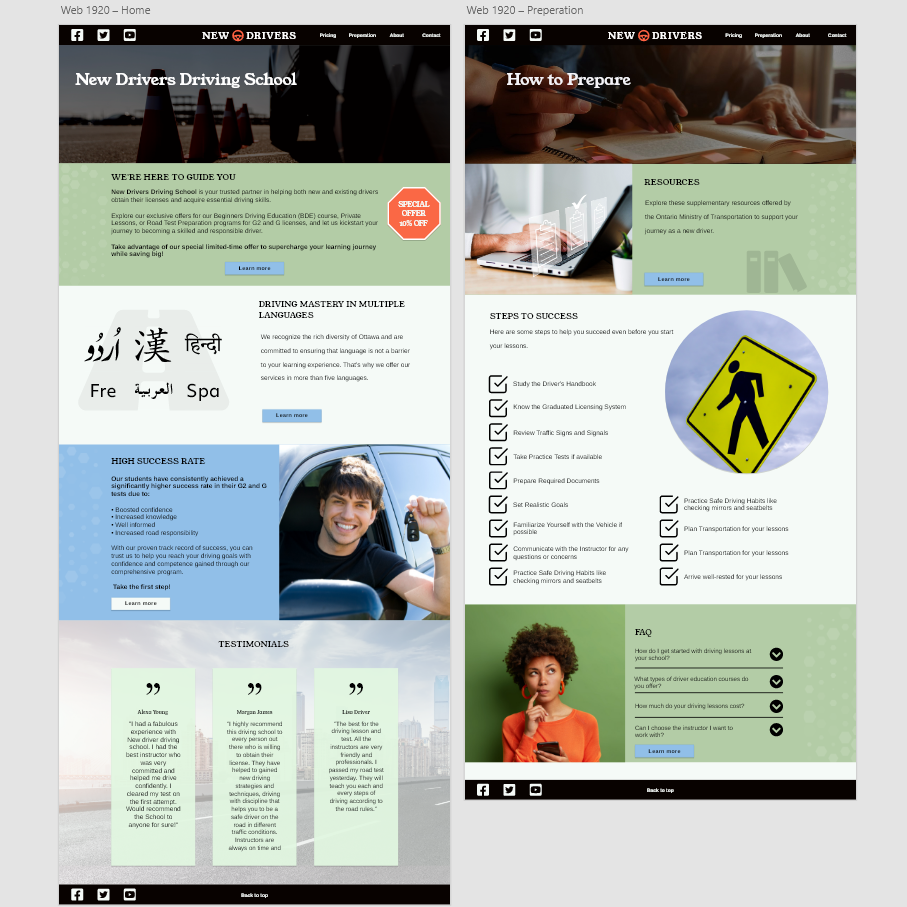 Web 1920 – Home
NEW DRIVERS
Pricing
Preperation
About
Contact
New Drivers Driving School
WE'RE HERE TO GUIDE YOU
New Drivers Driving School is your trusted partner in helping both new and existing drivers
obtain their licenses and acquire essential driving skills.
Explore our exclusive offers for our Beginners Driving Education (BDE) course, Private
Lessons, or Road Test Preparation programs for G2 and G licenses, and let us kickstart your
journey to becoming a skilled and responsible driver.
Take advantage of our special limited-time offer to supercharge your learning journey
while saving big!
Learn more
SPECIAL
OFFER
10% OFF
اُردُو
漢
हिन्दी
Fre
العربية
Spa
DRIVING MASTERY IN MULTIPLE
LANGUAGES
We recognize the rich diversity of Ottawa and are
committed to ensuring that language is not a barrier
to your learning experience. That's why we offer our
services in more than five languages.
Learn more
HIGH SUCCESS RATE
Our students have consistently achieved a
significantly higher success rate in their G2 and G
tests due to:
• Boosted confidence
• Increased knowledge
• Well informed
• Increased road responsibility
With our proven track record of success, you can
trust us to help you reach your driving goals with
confidence and competence gained through our
comprehensive program.
Take the first step!
Learn more
TESTIMONIALS
”
Alexa Young
"I had a fabulous
experience with
New driver driving
school. I had the
best instructor who
was very
committed and
helped me drive
confidently. I
cleared my test on
the first attempt.
Would recommend
the School to
anyone for sure!"
”
Morgan James
"I highly recommend
this driving school to
every person out
there who is willing
to obtain their
license. They have
helped to gained
new driving
strategies and
techniques, driving
with discipline that
helps you to be a
safe driver on the
road in different
traffic conditions.
Instructors are
always on time and
”
Lisa Driver
"The best for the
driving lesson and
test. All the
instructors are very
friendly and
professionals. I
passed my road test
yesterday. They will
teach you each and
every steps of
driving according to
the road rules."
Back to top
Web 1920 – Preperation
NEW DRIVERS
Pricing
Preperation
About
Contact
How to Prepare
RESOURCES
Explore these supplementary resources offered by
the Ontario Ministry of Transportation to support your
journey as a new driver.
Learn more
STEPS TO SUCCESS
Here are some steps to help you succeed even before you start
your lessons.
Study the Driver's Handbook
Know the Graduated Licensing System
Review Traffic Signs and Signals
Take Practice Tests if available
Prepare Required Documents
Set Realistic Goals
Familiarize Yourself with the Vehicle if
possible
Communicate with the Instructor for any
questions or concerns
Practice Safe Driving Habits like
checking mirrors and seatbelts
Practice Safe Driving Habits like
checking mirrors and seatbelts
Plan Transportation for your lessons
Plan Transportation for your lessons
Arrive well-rested for your lessons
FAQ
How do I get started with driving lessons at
your school?
What types of driver education courses do
you offer?
How much do your driving lessons cost?
Can I choose the instructor I want to
work with?
Learn more
Back to top